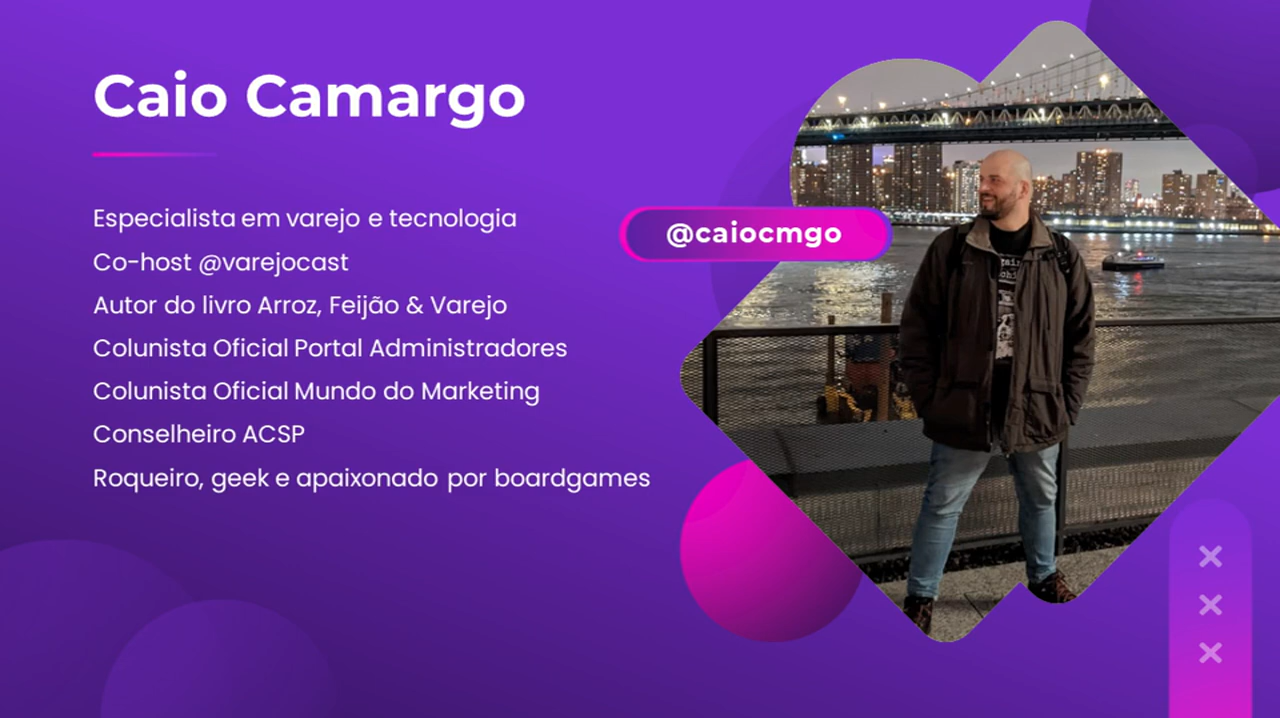 Caio Camargo
Especialista em varejo e tecnologia
Co-host @varejocast
Autor do livro Arroz, Feijão & Varejo
Colunista Oficial Portal Administradores
Colunista Oficial Mundo do Marketing
Conselheiro ACSP
Roqueiro, geek e apaixonado por boardgames
@caiocmgo